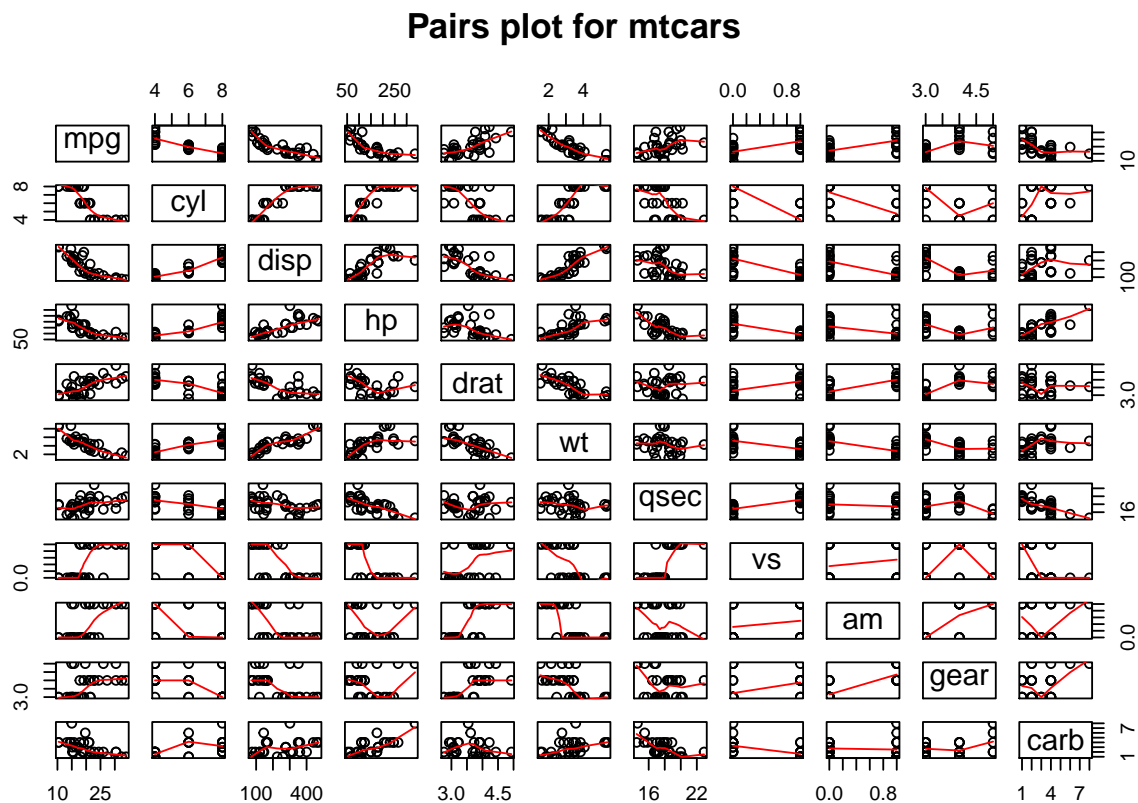 Pairs plot for mtcars
4 6 8 50 250 2 4 0.0 0.8 3.0 4.5
mpg 10
8 4 cyl
disp 100
50 hp
drat 3.0
2 wt
qsec 16
0.0 vs
am 0.0
3.0 gear
carb 1 7
10 25 100 400 3.0 4.5 16 22 0.0 0.8 1 4 7